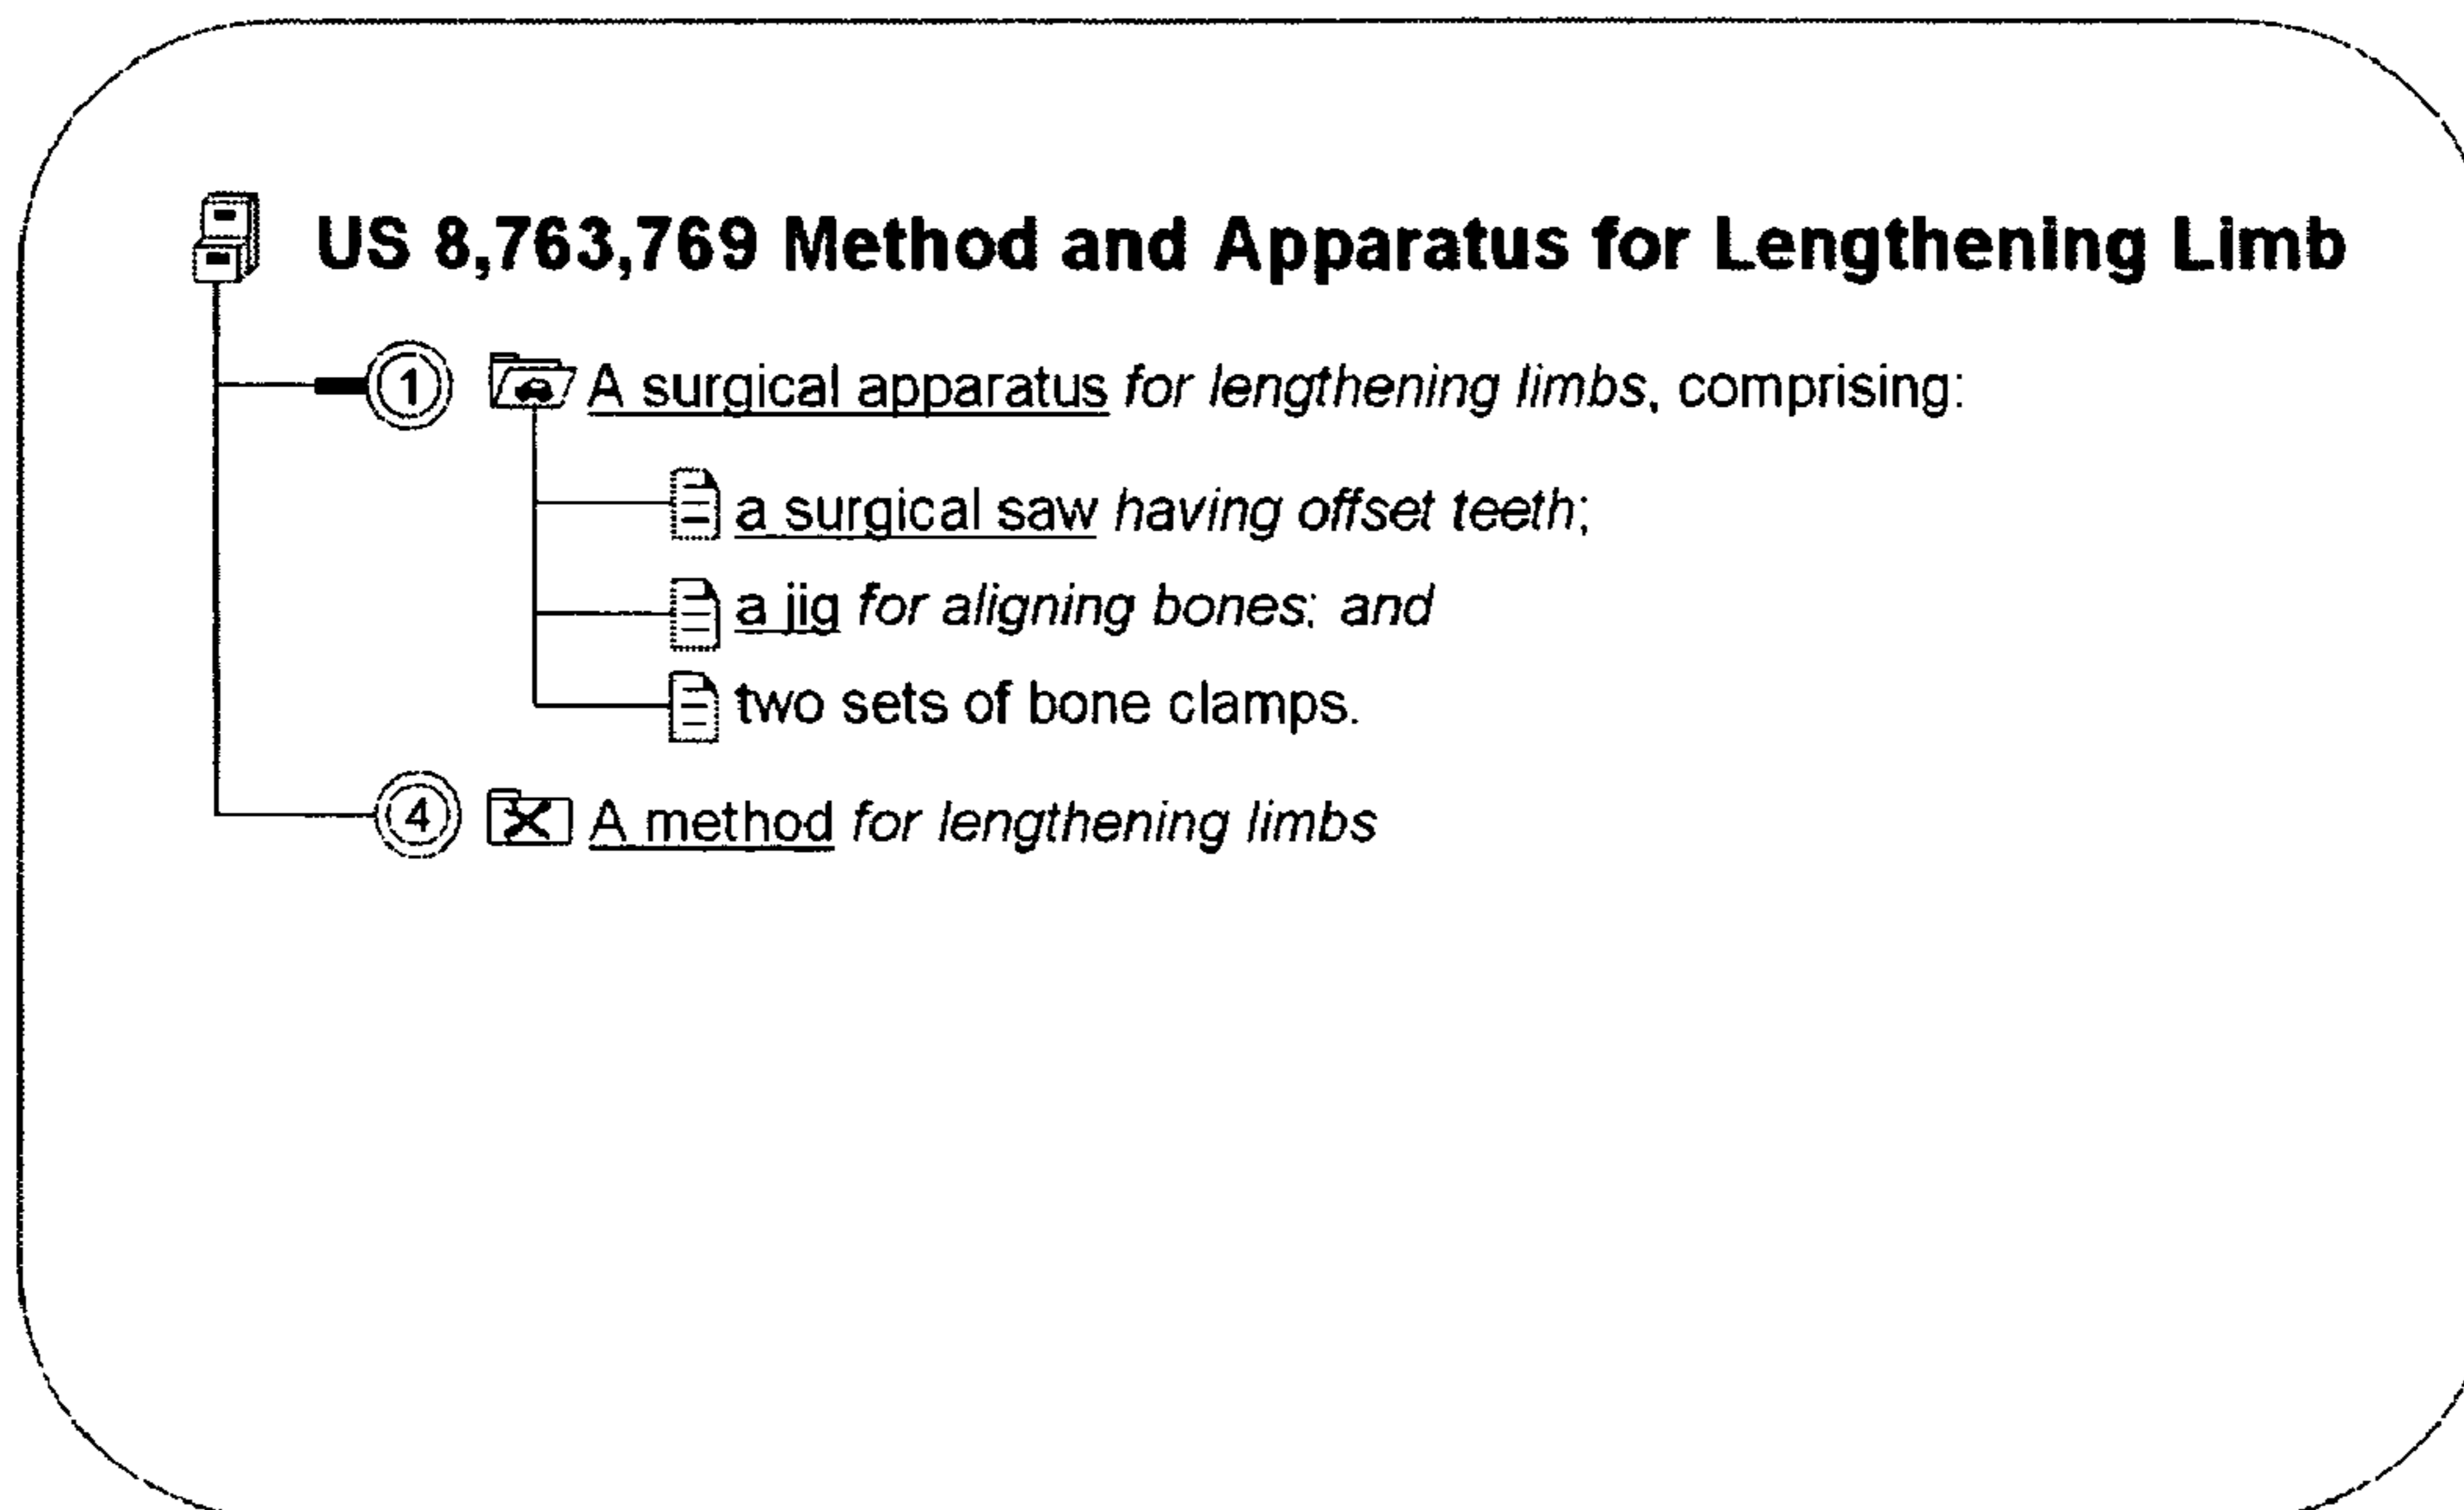 US 8,763,769 Method and Apparatus for Lengthening Limb
1 A surgical apparatus for lengthening limbs, comprising:
a surgical saw having offset teeth;
a jig for aligning bones; and
two sets of bone clamps.
4 A method for lengthening limbs